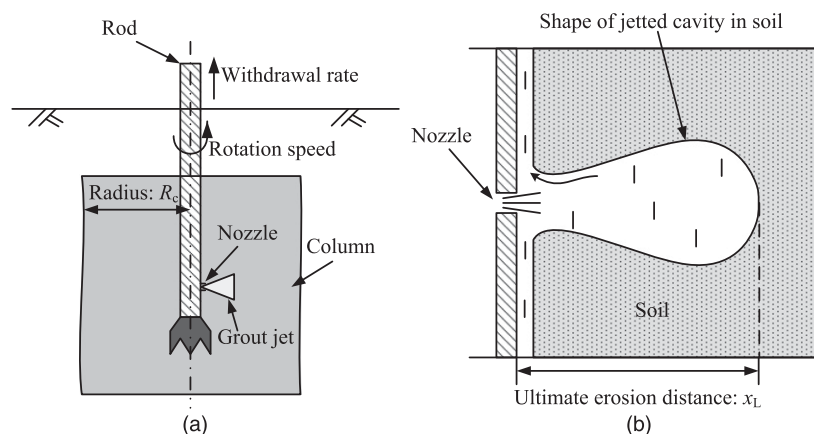 Rod
Withdrawal rate
Rotation speed
Radius: Rc
Nozzle
Column
Grout jet
(a)
Shape of jetted cavity in soil
Nozzle
Soil
Ultimate erosion distance: xL
(b)